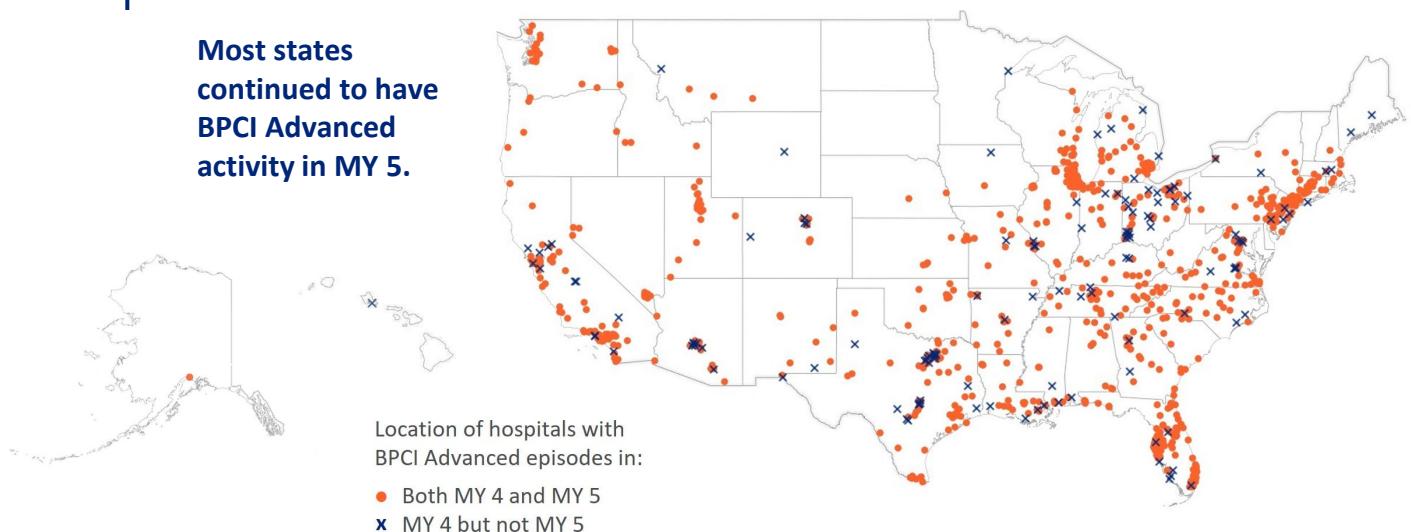 Most states
continued to have
BPCI Advanced
activity in MY 5.
Location of hospitals with
BPCI Advanced episodes in:
Both MY 4 and MY 5
x MY 4 but not MY 5